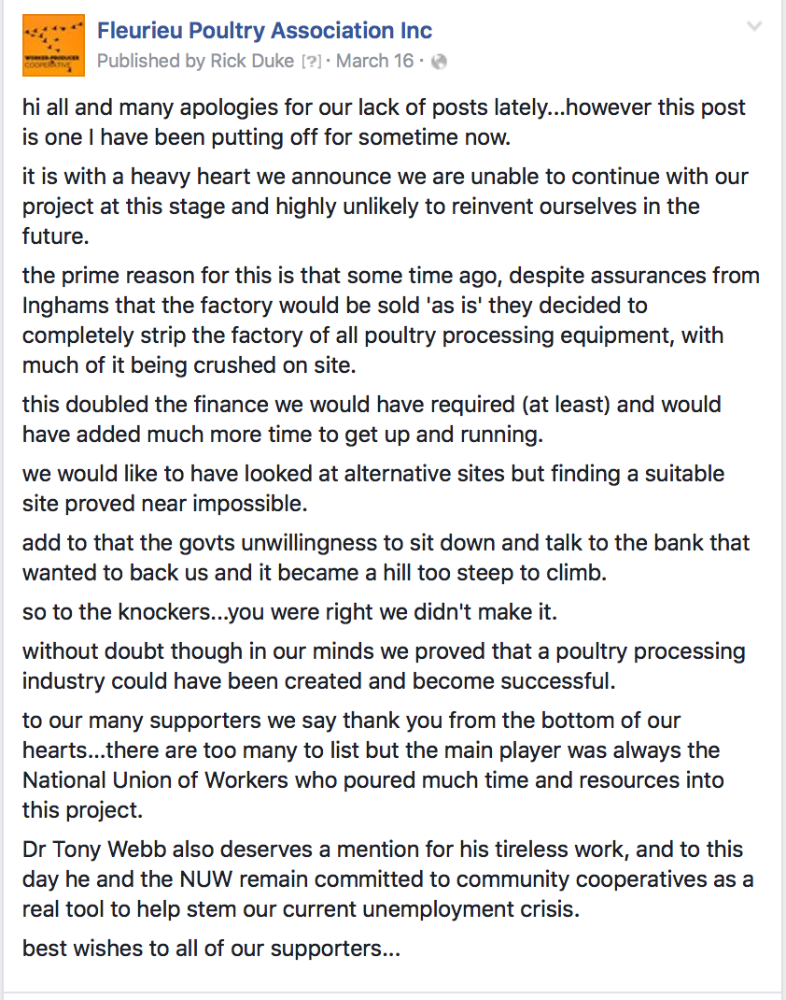 Fleurieu Poultry Association Inc
Published by Rick Duke [?] · March 16 ·
WORKER-PRODUCER
COOPERATIVE
hi all and many apologies for our lack of posts lately...however this post
is one I have been putting off for sometime now.
it is with a heavy heart we announce we are unable to continue with our
project at this stage and highly unlikely to reinvent ourselves in the
future.
the prime reason for this is that some time ago, despite assurances from
Inghams that the factory would be sold 'as is' they decided to
completely strip the factory of all poultry processing equipment, with
much of it being crushed on site.
this doubled the finance we would have required (at least) and would
have added much more time to get up and running.
we would like to have looked at alternative sites but finding a suitable
site proved near impossible.
add to that the govts unwillingness to sit down and talk to the bank that
wanted to back us and it became a hill too steep to climb.
so to the knockers...you were right we didn't make it.
without doubt though in our minds we proved that a poultry processing
industry could have been created and become successful.
to our many supporters we say thank you from the bottom of our
hearts...there are too many to list but the main player was always the
National Union of Workers who poured much time and resources into
this project.
Dr Tony Webb also deserves a mention for his tireless work, and to this
day he and the NUW remain committed to community cooperatives as a
real tool to help stem our current unemployment crisis.
best wishes to all of our supporters...